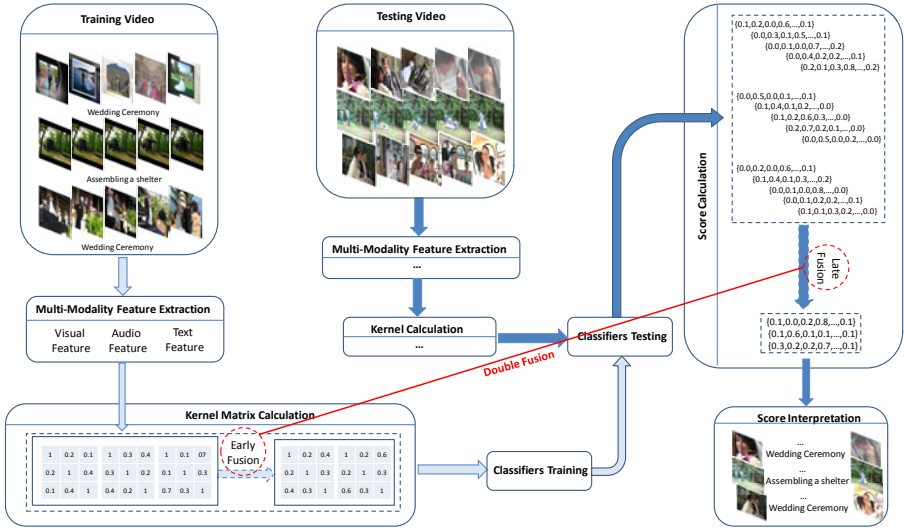 Training Video
Wedding Ceremony
Assembling a shelter
Wedding Ceremony
Multi-Modality Feature Extraction
Visual Audio Text
Feature Feature Feature
Testing Video
Multi-Modality Feature Extraction
...
Kernel Calculation
...
Kernel Matrix Calculation
1 0.2 0.1 1 0.3 0.4 1 0.1 07
0.2 1 0.4 0.3 1 0.2 0.1 1 0.3
0.1 0.4 1 0.4 0.2 1 0.7 0.3 1
Early
Fusion
1 0.2 0.4 1 0.2 0.6
0.2 1 0.3 0.2 1 0.3
0.4 0.3 1 0.6 0.3 1
Classifiers Training
Classifiers Testing
Double Fusion
Score Calculation
{0.1,0.2,0.0,0.6,...,0.1}
{0.0,0.3,0.1,0.5,...,0.1}
{0.0,0.1,0.0,0.7,...,0.2}
{0.0,0.4,0.2,0.2,...,0.1}
{0.2,0.1,0.3,0.8,...,0.2}
{0.0,0.5,0.0,0.1,...,0.1}
{0.1,0.4,0.1,0.2,...,0.0}
{0.1,0.2,0.6,0.3,...,0.0}
{0.2,0.7,0.2,0.1,...,0.0}
{0.0,0.5,0.0,0.2,...,0.0}
{0.0,0.2,0.0,0.6,...,0.1}
{0.1,0.4,0.1,0.3,...,0.2}
{0.0,0.1,0.0,0.8,...,0.0}
{0.0,0.1,0.2,0.2,...,0.1}
{0.1,0.1,0.3,0.2,...,0.0}
Late
Fusion
{0.1,0.0,0.2,0.8,...,0.1}
{0.1,0.6,0.1,0.1,...,0.1}
{0.3,0.2,0.2,0.7,...,0.1}
Score Interpretation
...
Wedding Ceremony
...
Assembling a shelter
...
Wedding Ceremony